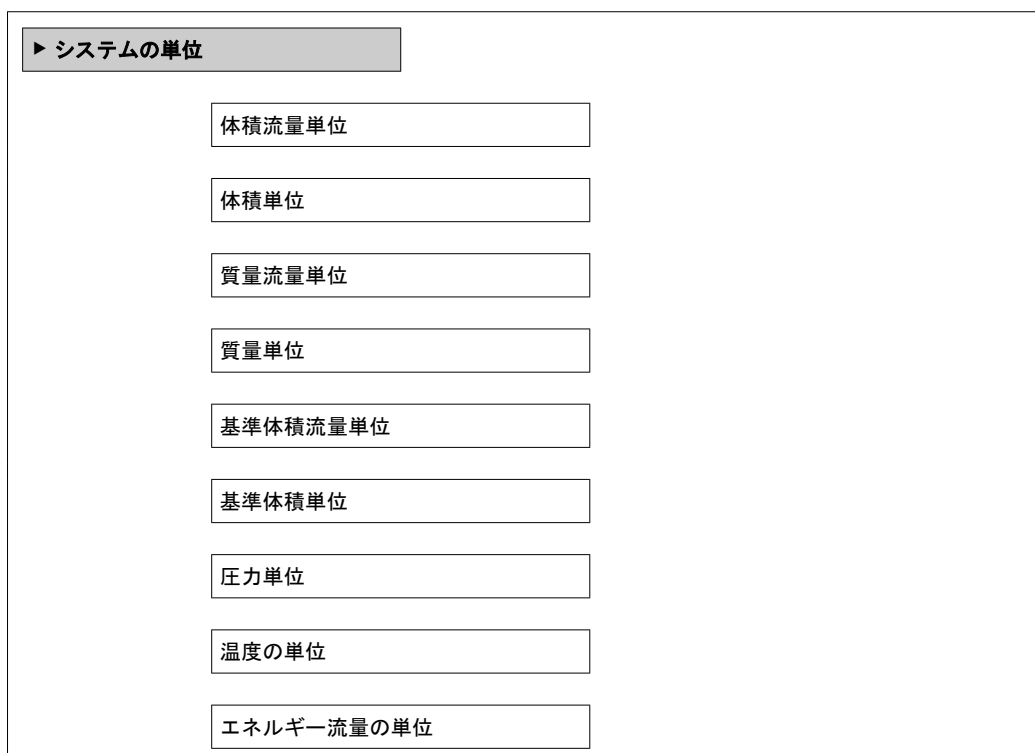 ▶ システムの単位
体積流量単位
体積単位
質量流量単位
質量単位
基準体積流量単位
基準体積単位
圧力単位
温度の単位
エネルギー流量の単位